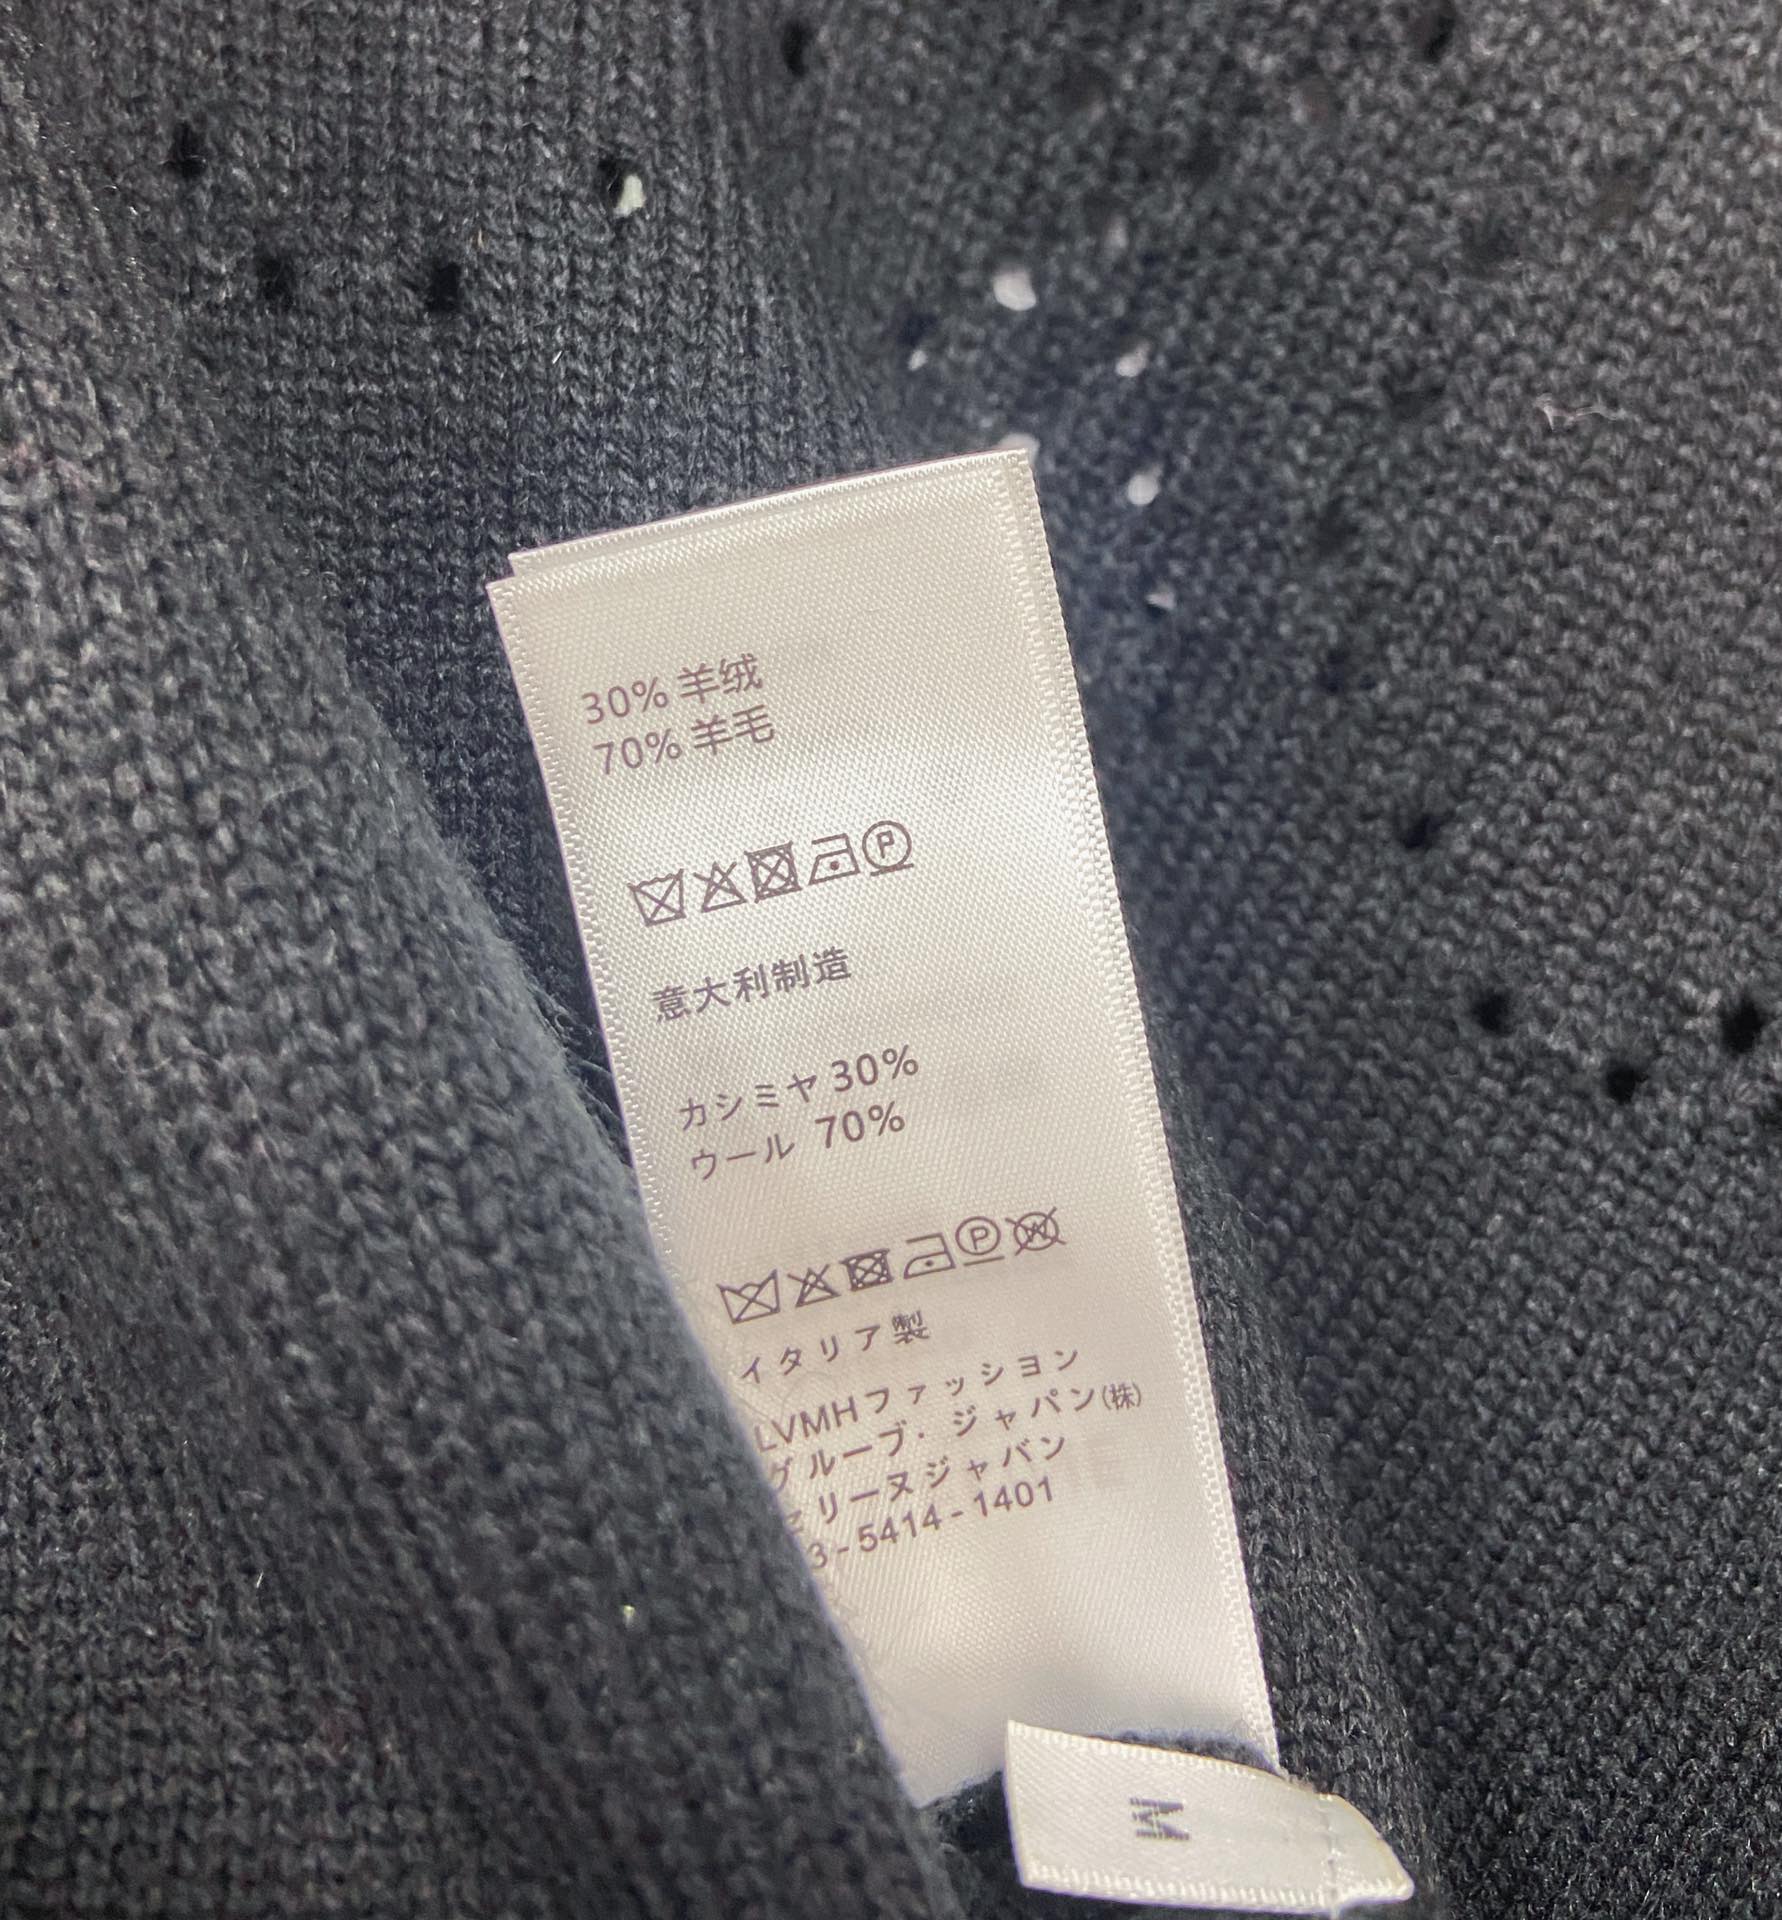 30% 羊绒
70% 羊毛
P
意大利制造
カシミヤ 30%
ウール 70%
P W
イタリア製
LVMHファッション
グループ・ジャパン(株)
セリーヌジャパン
3-5414-1401
M